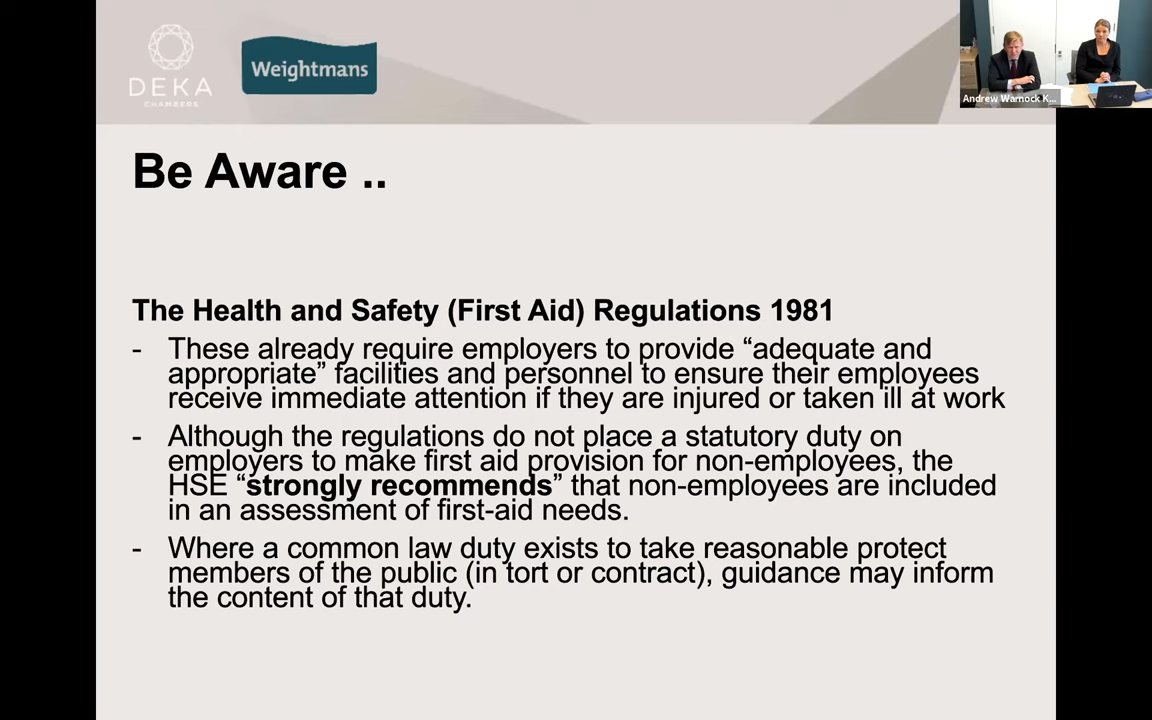 DEKA
CHAMBERS
Weightmans
Andrew Warnock K...
Be Aware ..
The Health and Safety (First Aid) Regulations 1981
- These already require employers to provide “adequate and
appropriate” facilities and personnel to ensure their employees
receive immediate attention if they are injured or taken ill at work
- Although the regulations do not place a statutory duty on
employers to make first aid provision for non-employees, the
HSE “strongly recommends” that non-employees are included
in an assessment of first-aid needs.
- Where a common law duty exists to take reasonable protect
members of the public (in tort or contract), guidance may inform
the content of that duty.